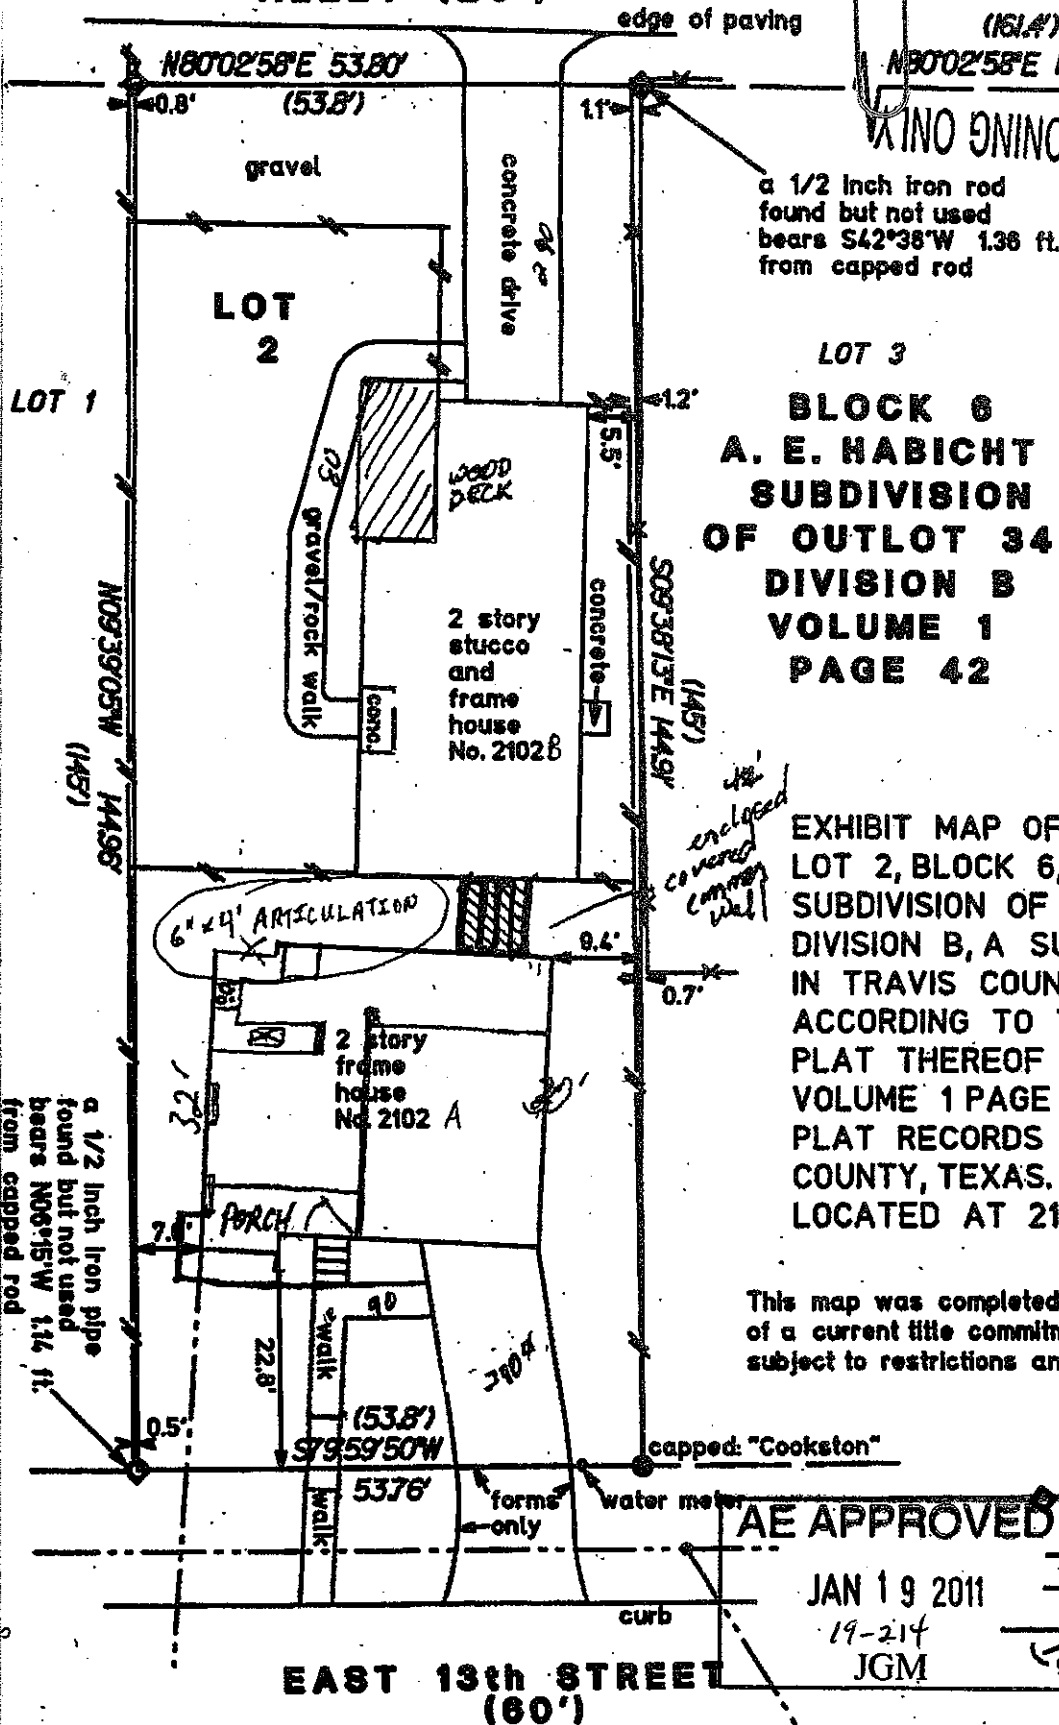 edge of paving
(161.4')
N80°02'58"E 53.80'
N80°02'58"E
0.8'
(53.8')
1.1'
ONING ONLY
gravel
concrete drive
a 1/2 inch iron rod
found but not used
bears S42°38'W 1.36 ft.
from capped rod
LOT
2
LOT 3
LOT 1
1.2'
BLOCK 6
A. E. HABICHT
SUBDIVISION
OF OUTLOT 34
DIVISION B
VOLUME 1
PAGE 42
5.5'
WOOD
DECK
gravel/rock walk
concrete
2 story
stucco
and
frame
house
No. 2102 B
conc.
N09°39'05"W 144.96'
(145')
S09°38'13"E 144.91'
(145')
enclosed
covered
common
wall
EXHIBIT MAP OF
LOT 2, BLOCK 6,
SUBDIVISION OF
DIVISION B, A SU
IN TRAVIS COUN
ACCORDING TO T
PLAT THEREOF
VOLUME 1 PAGE
PLAT RECORDS
COUNTY, TEXAS.
LOCATED AT 21
6" x 4' ARTICULATION
9.4'
0.7'
2 story
frame
house
No. 2102 A
32'
30'
PORCH
a 1/2 inch iron pipe
found but not used
bears N06°15'W 1.14 ft.
from capped rod
22.8'
walk
This map was completed
of a current title commitm
subject to restrictions an
0.5'
(53.8')
S79°59'50"W
53.76'
capped: "Cookston"
forms
only
water meter
walk
AE APPROVED
JAN 19 2011
19-214
JGM
curb
EAST 13th STREET
(60')